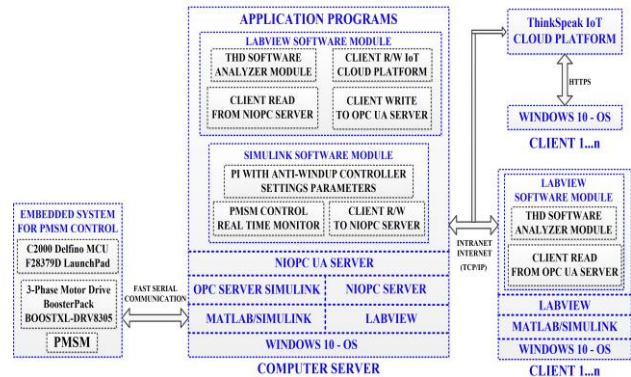 APPLICATION PROGRAMS
LABVIEW SOFTWARE MODULE
THD SOFTWARE
ANALYZER MODULE
CLIENT R/W IoT
CLOUD PLATFORM
CLIENT READ
FROM NIOPC SERVER
CLIENT WRITE
TO OPC UA SERVER
SIMULINK SOFTWARE MODULE
PI WITH ANTI-WINDUP CONTROLLER
SETTINGS PARAMETERS
PMSM CONTROL
REAL TIME MONITOR
CLIENT R/W
TO NIOPC SERVER
NIOPC UA SERVER
OPC SERVER SIMULINK
NIOPC SERVER
MATLAB/SIMULINK
LABVIEW
WINDOWS 10 - OS
COMPUTER SERVER
EMBEDDED SYSTEM
FOR PMSM CONTROL
C2000 Delfino MCU
F28379D LaunchPad
3-Phase Motor Drive
BoosterPack
BOOSTXL-DRV8305
PMSM
FAST SERIAL
COMMUNICATION
INTRANET
INTERNET
(TCP/IP)
ThinkSpeak IoT
CLOUD PLATFORM
HTTPS
WINDOWS 10 - OS
CLIENT 1...n
LABVIEW
SOFTWARE MODULE
THD SOFTWARE
ANALYZER MODULE
CLIENT READ
FROM OPC UA SERVER
LABVIEW
MATLAB/SIMULINK
WINDOWS 10 - OS
CLIENT 1...n